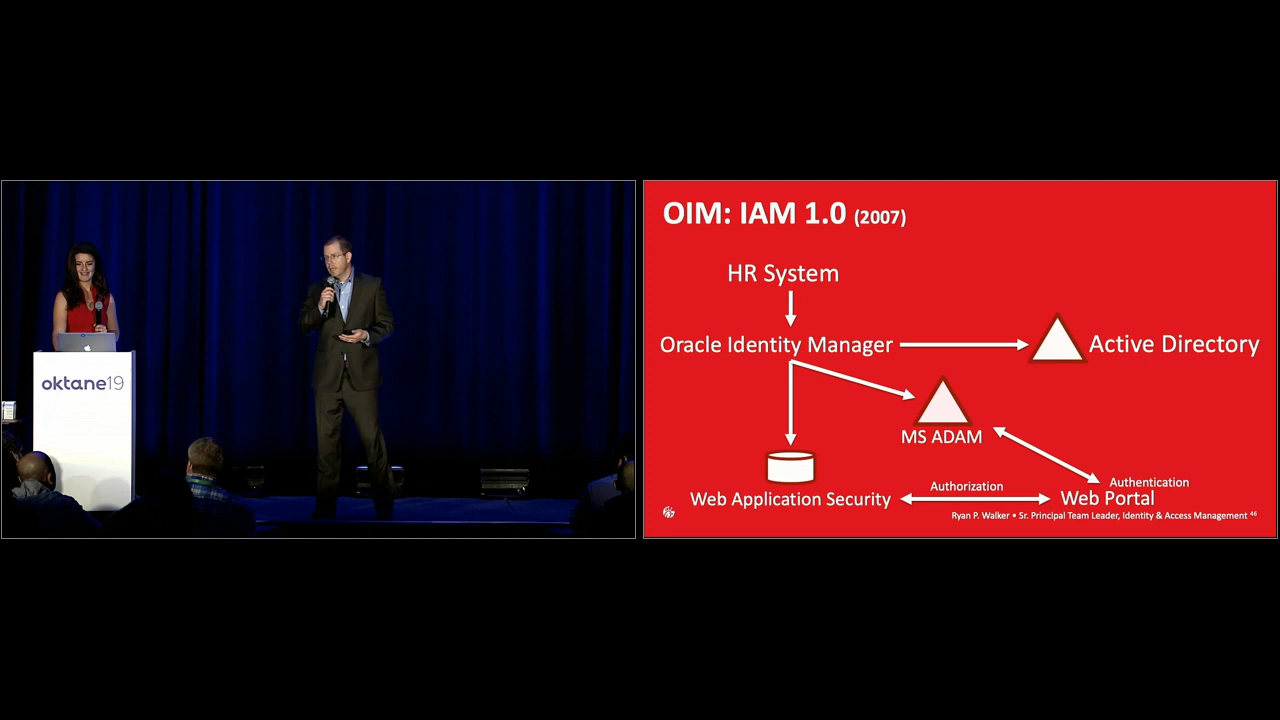 oktane19
OIM: IAM 1.0 (2007)
HR System
Oracle Identity Manager
Active Directory
MS ADAM
Authentication
Authorization
Web Application Security
Web Portal
Ryan P. Walker • Sr. Principal Team Leader, Identity & Access Management 46